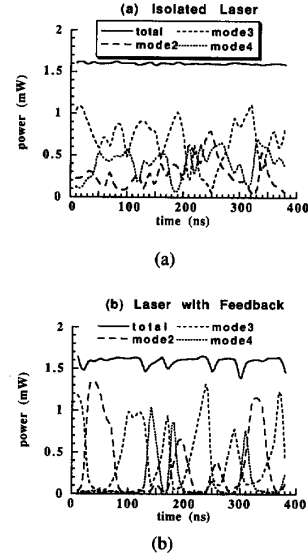 (a) Isolated Laser
total
mode3
mode2
mode4
2
1.5
1
0.5
0
power (mW)
0 100 200 300 400
time (ns)
(a)
(b) Laser with Feedback
total
mode3
mode2
mode4
2
1.5
1
0.5
0
power (mW)
0 100 200 300 400
time (ns)
(b)